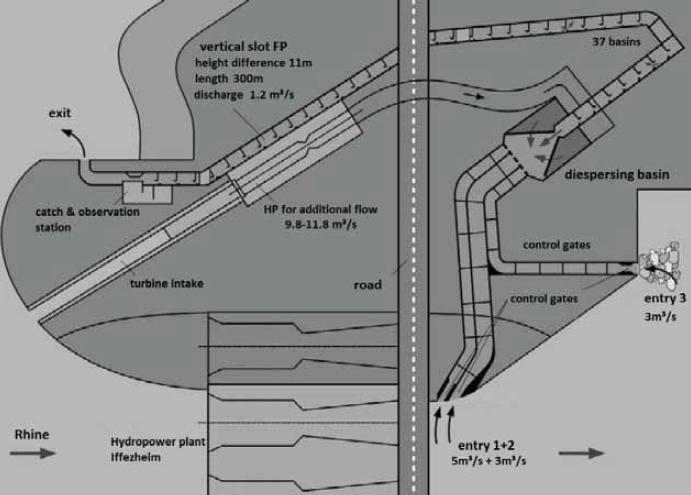 vertical slot FP
height difference 11m
length 300m
discharge 1.2 m³/s
37 basins
exit
diespersing basin
catch & observation
station
HP for additional flow
9.8-11.8 m³/s
control gates
turbine intake
road
control gates
entry 3
3m³/s
Rhine
Hydropower plant
Iffezheim
entry 1+2
5m³/s + 3m³/s